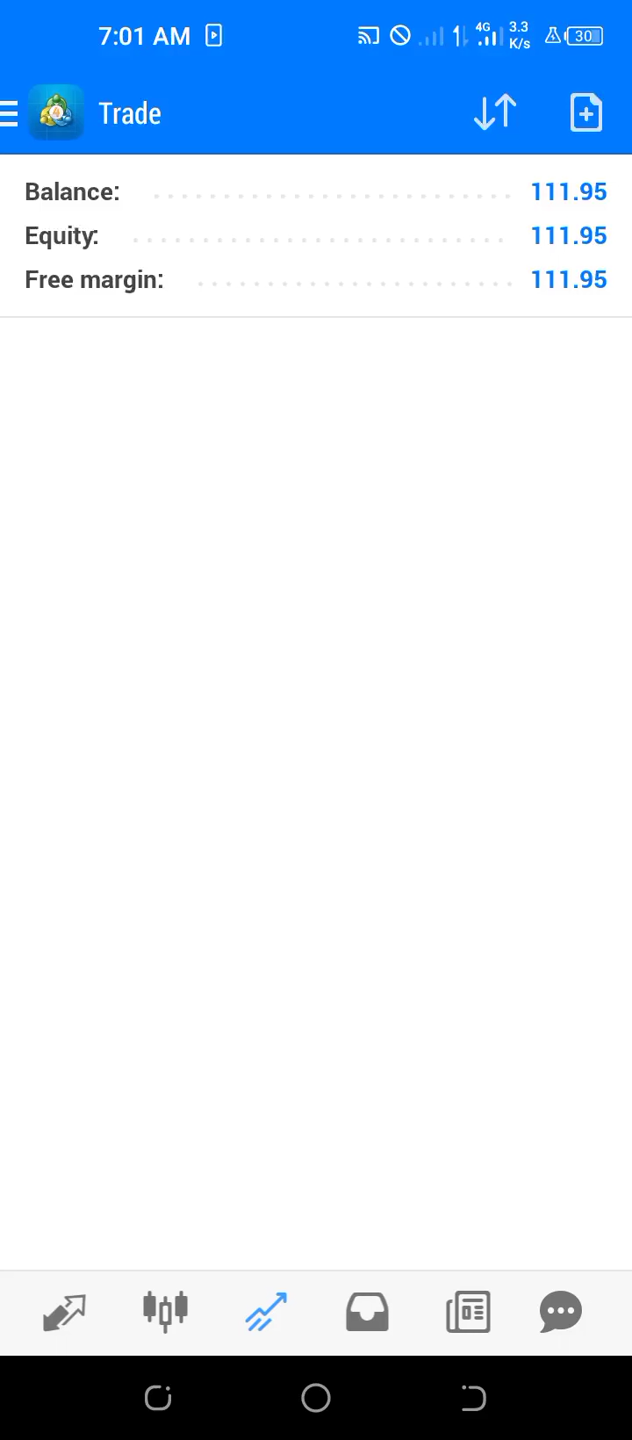 7:01 AM 4G 3.3 K/s 30
Trade
Balance: 111.95
Equity: 111.95
Free margin: 111.95